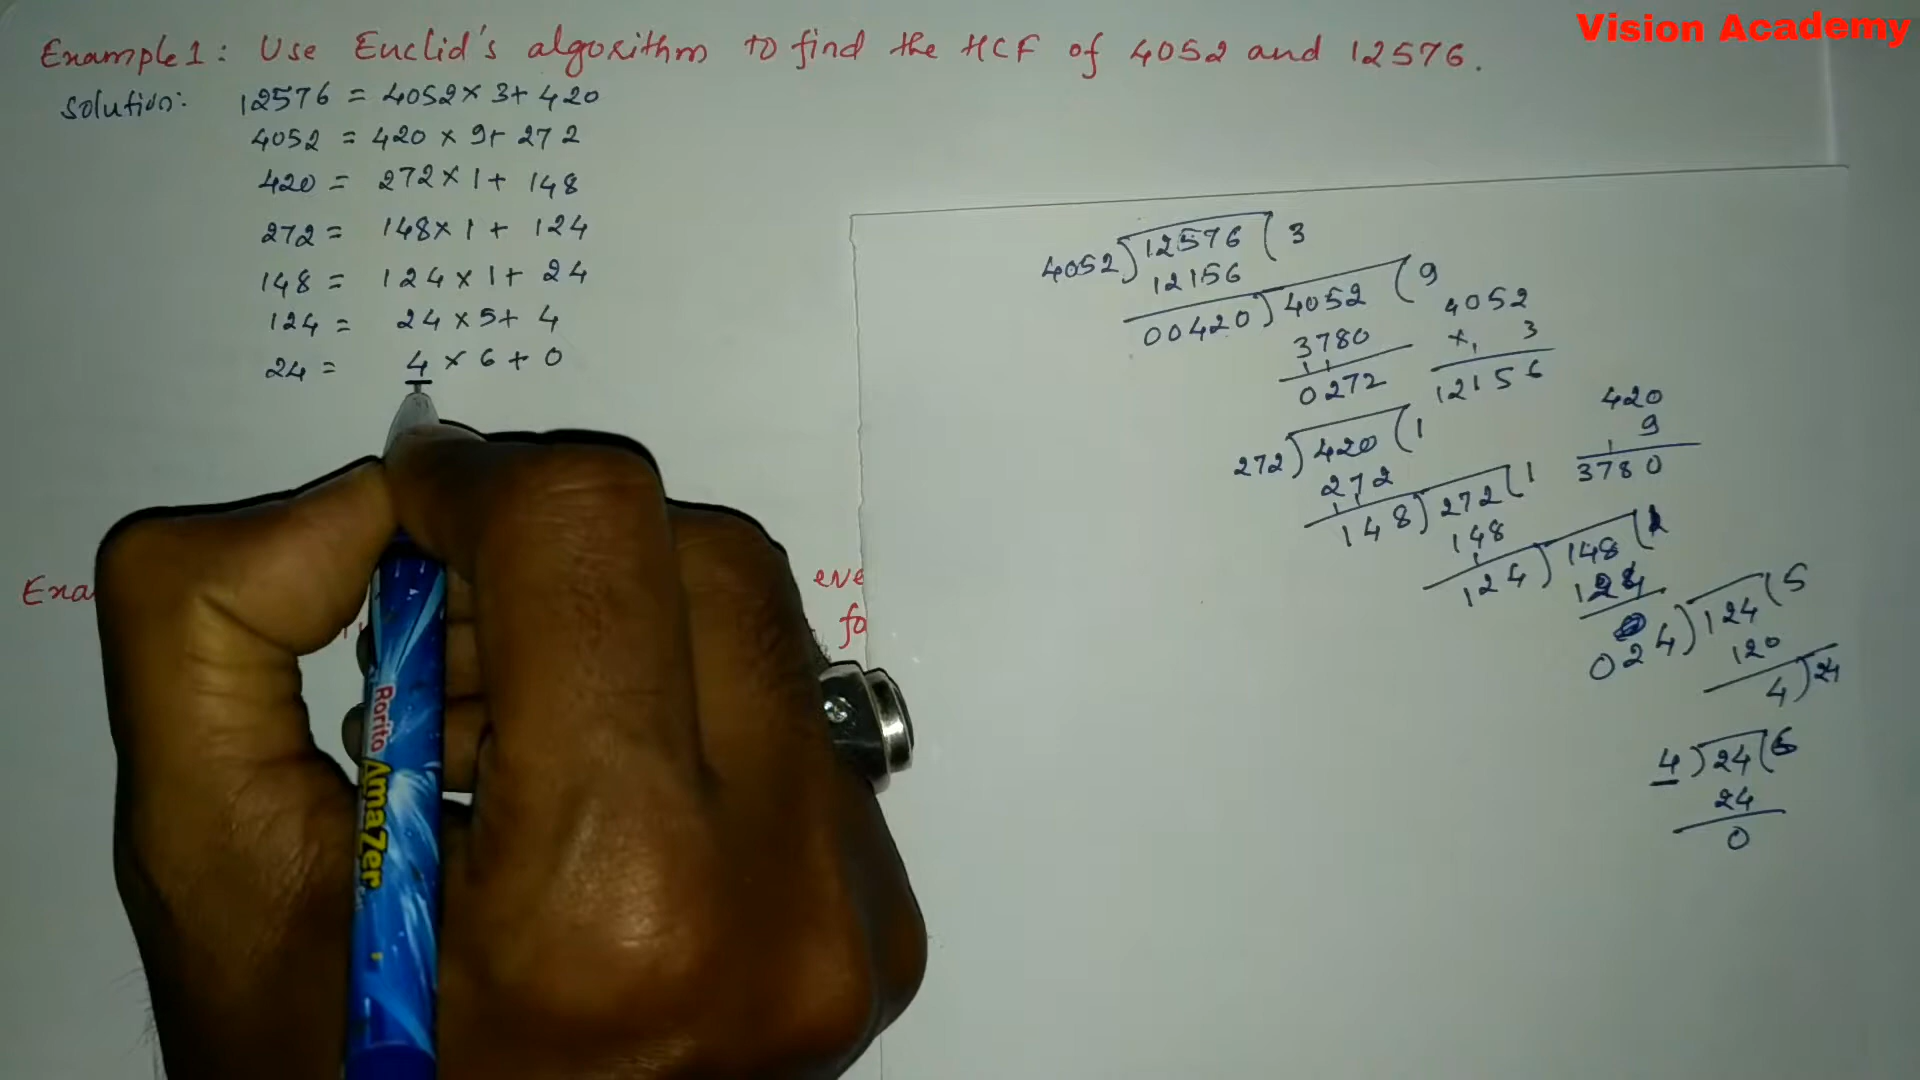 Vision Academy
Example 1: Use Euclid's algorithm to find the HCF of 4052 and 12576.
Solution: 12576 = 4052 × 3 + 420
4052 = 420 × 9 + 272
420 = 272 × 1 + 148
272 = 148 × 1 + 124
148 = 124 × 1 + 24
124 = 24 × 5 + 4
24 = 4 × 6 + 0
Exa
eve
fo
4052)12576(3
12156
00420)4052(9
3780
0272
4052
× 3
12156
420
9
3780
272)420(1
272
148)272(1
148
124)148(1
124
024)124(5
120
4)24
4)24(6
24
0
Rorito AmaZer